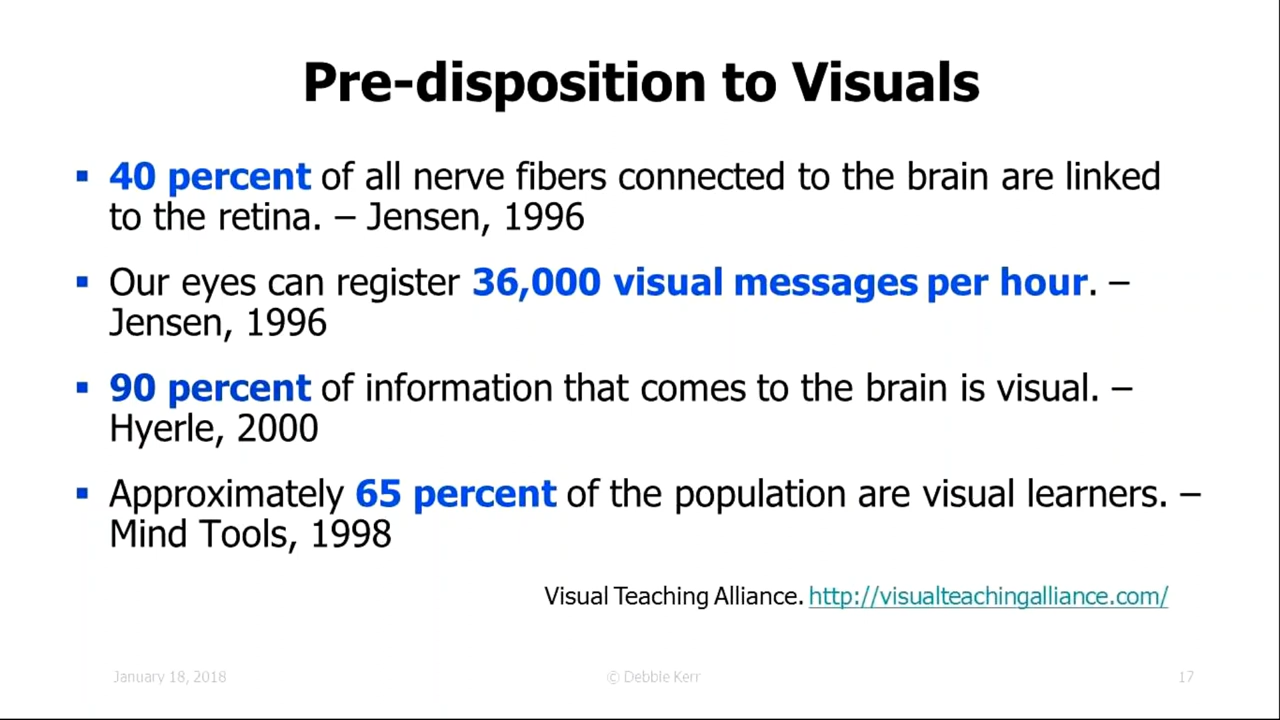 Pre-disposition to Visuals
▪ 40 percent of all nerve fibers connected to the brain are linked
to the retina. – Jensen, 1996
▪ Our eyes can register 36,000 visual messages per hour. –
Jensen, 1996
▪ 90 percent of information that comes to the brain is visual. –
Hyerle, 2000
▪ Approximately 65 percent of the population are visual learners. –
Mind Tools, 1998
Visual Teaching Alliance. http://visualteachingalliance.com/
January 18, 2018 © Debble Kerr 17